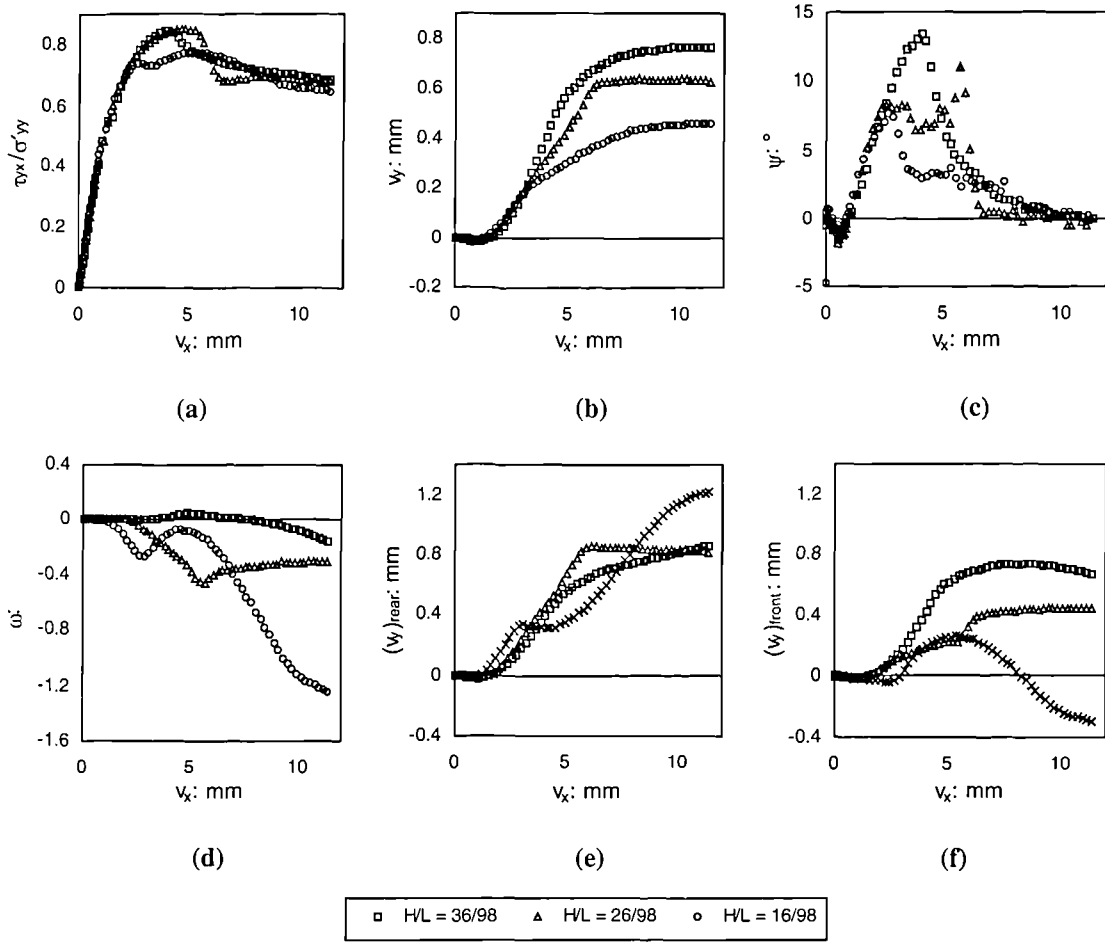 0.8
0.6
0.4
0.2
0
τyx/σ'yy
0 5 10
vx: mm
(a)
0.8
0.6
0.4
0.2
0
-0.2
vy: mm
0 5 10
vx: mm
(b)
15
10
5
0
-5
ψ:°
0 5 10
vx: mm
(c)
0.4
0
-0.4
-0.8
-1.2
-1.6
ω:°
0 5 10
vx: mm
(d)
1.2
0.8
0.4
0
-0.4
(vy)rear: mm
0 5 10
vx: mm
(e)
1.2
0.8
0.4
0
-0.4
(vy)front: mm
0 5 10
vx: mm
(f)
H/L = 36/98 H/L = 26/98 H/L = 16/98